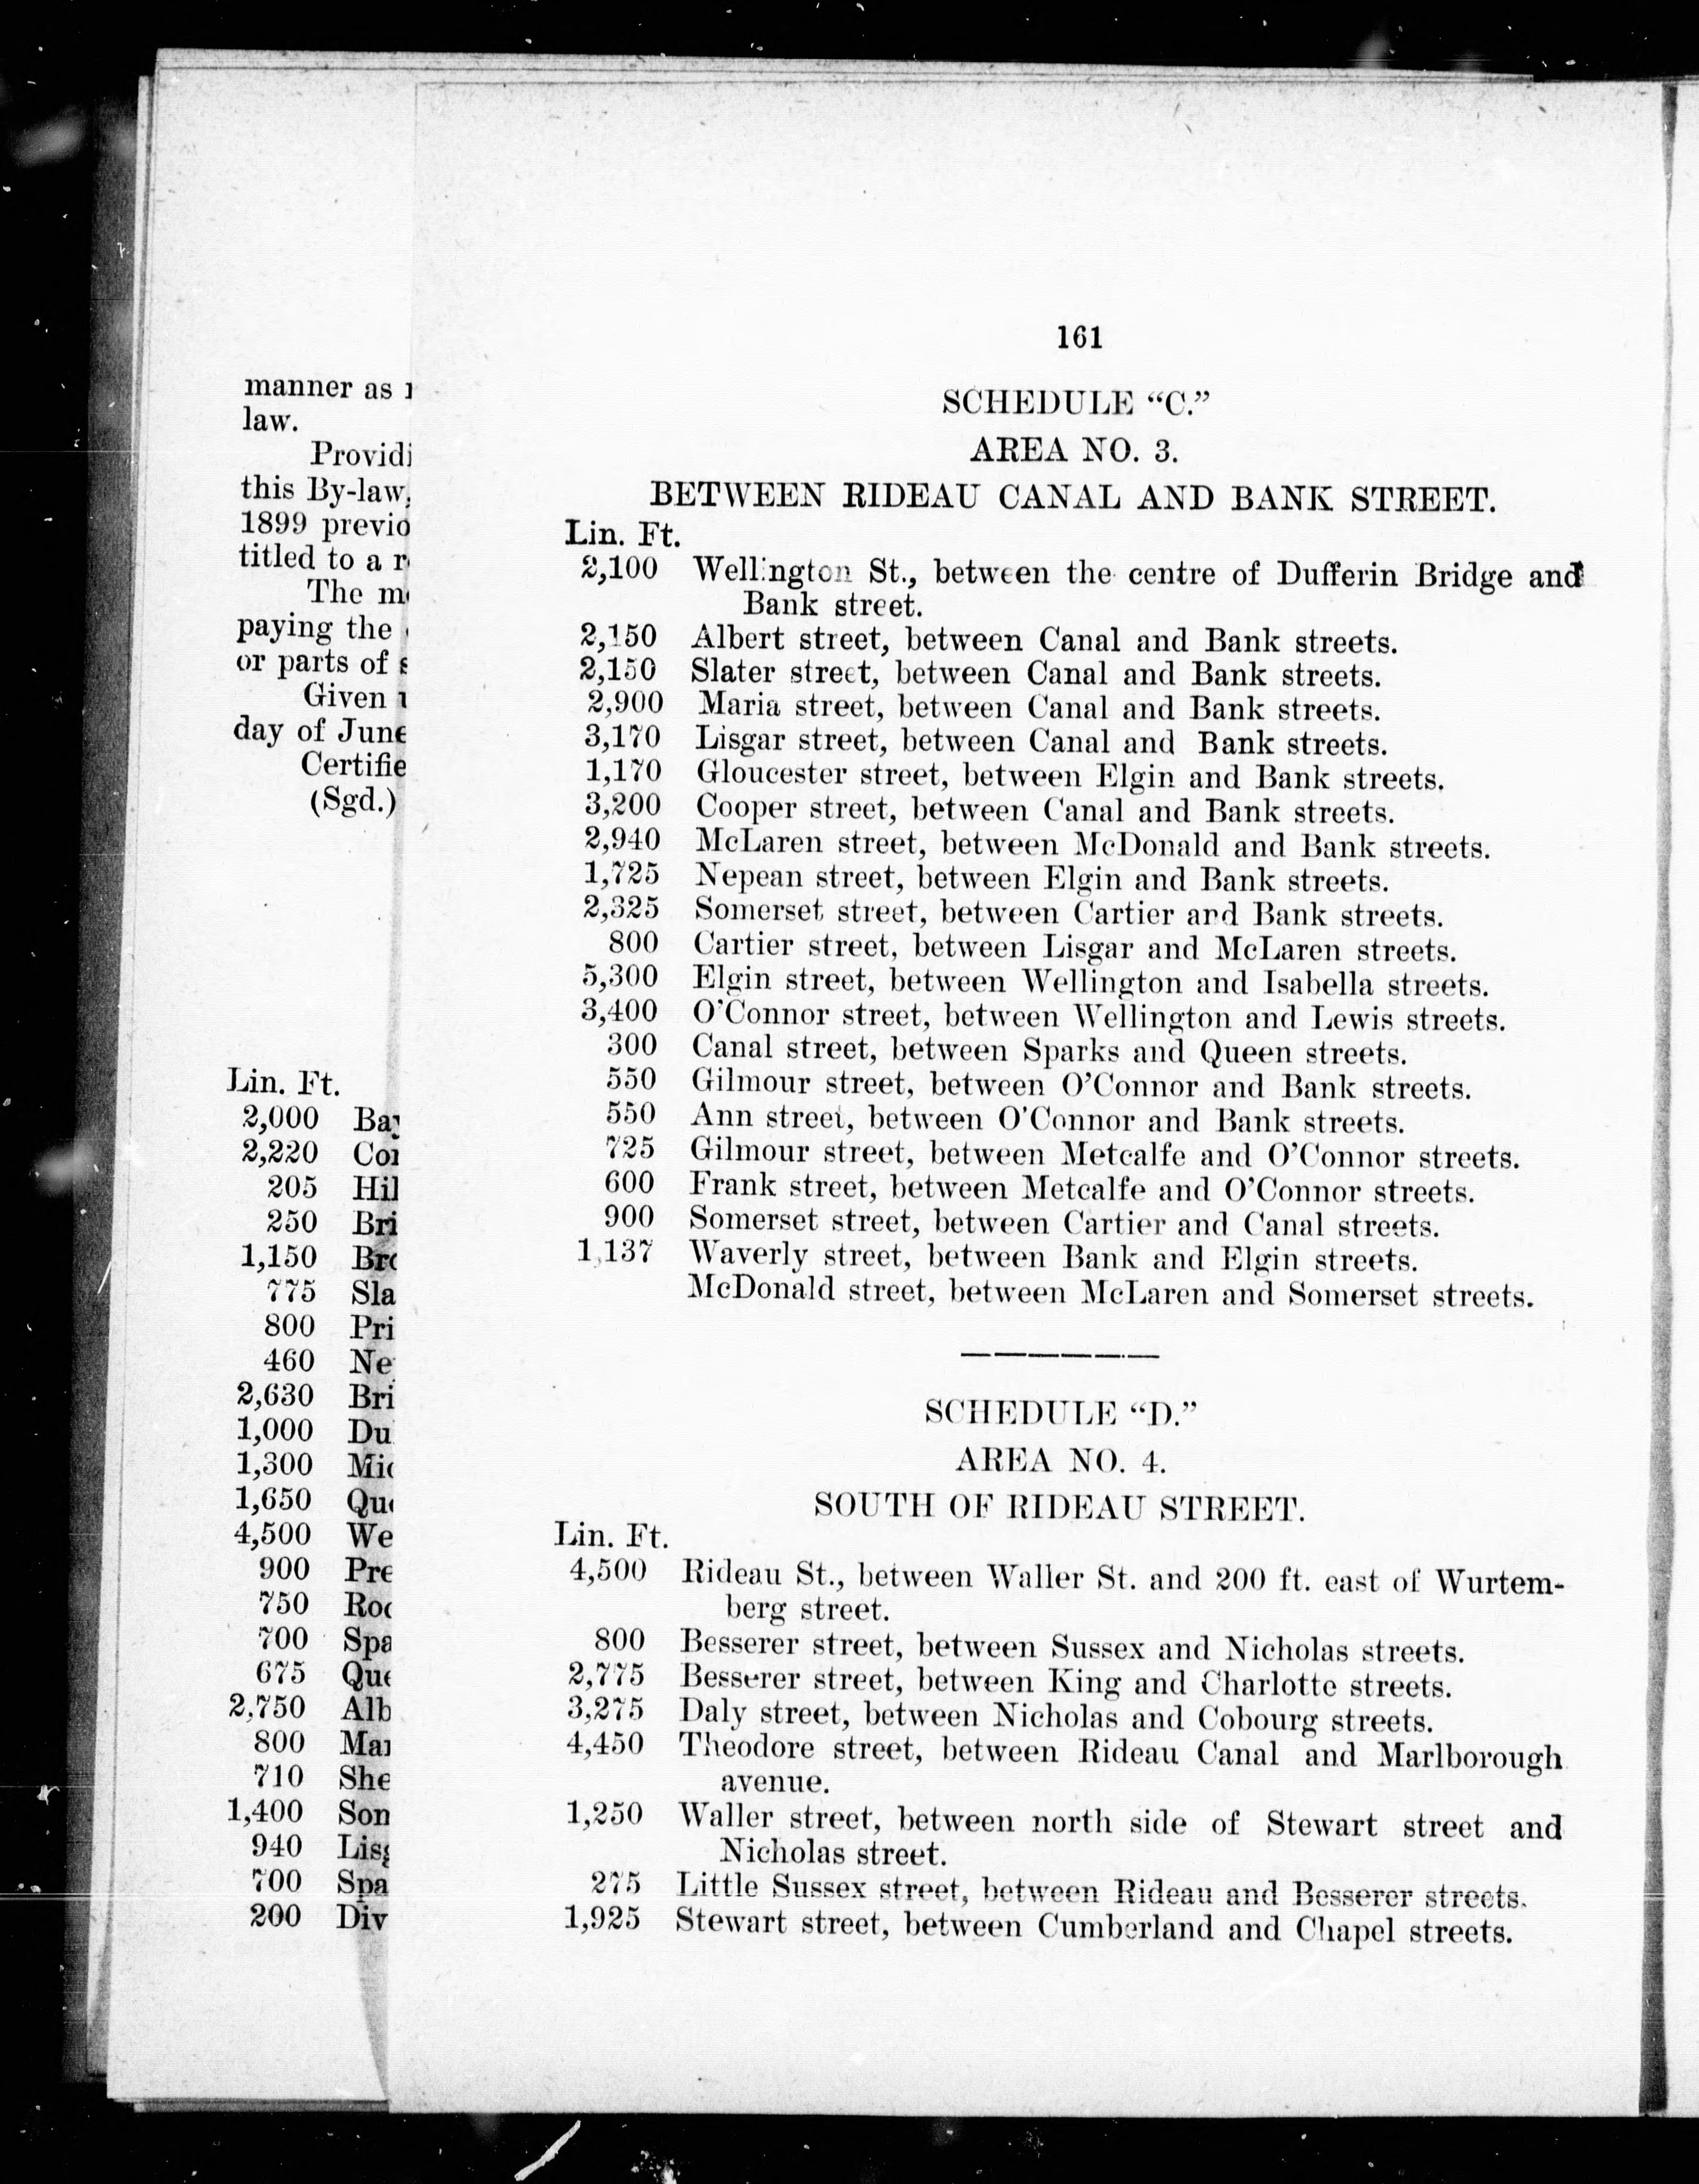 manner as
law.
this By-law,
1899
titled to a
The
paying the
or parts of
Given
day of June
(Sgd.)
Lin. Ft.
2,000
2,220
205
250
1,150
775
800
460
2,630
1,000
1,300
1,650
4,500
900
750
700
675
2,750
800
710
1,400
940
700
200
161
SCHEDULE “C.”
AREA NO. 3.
BETWEEN RIDEAU CANAL AND BANK STREET.
Lin. Ft.
2,100 Wellington St., between the centre of Dufferin Bridge and
Bank street.
2,150 Albert street, between Canal and Bank streets.
2,150 Slater street, between Canal and Bank streets.
2,900 Maria street, between Canal and Bank streets.
3,170 Lisgar street, between Canal and Bank streets.
1,170 Gloucester street, between Elgin and Bank streets.
3,200 Cooper street, between Canal and Bank streets.
2,940 McLaren street, between McDonald and Bank streets.
1,725 Nepean street, between Elgin and Bank streets.
2,325 Somerset street, between Cartier and Bank streets.
800 Cartier street, between Lisgar and McLaren streets.
5,300 Elgin street, between Wellington and Isabella streets.
3,400 O’Connor street, between Wellington and Lewis streets.
300 Canal street, between Sparks and Queen streets.
550 Gilmour street, between O’Connor and Bank streets.
550 Ann street, between O’Connor and Bank streets.
725 Gilmour street, between Metcalfe and O’Connor streets.
600 Frank street, between Metcalfe and O’Connor streets.
900 Somerset street, between Cartier and Canal streets.
1,137 Waverly street, between Bank and Elgin streets.
McDonald street, between McLaren and Somerset streets.
SCHEDULE “D.”
AREA NO. 4.
SOUTH OF RIDEAU STREET.
Lin. Ft.
4,500 Rideau St., between Waller St. and 200 ft. east of Wurtem-
berg street.
800 Besserer street, between Sussex and Nicholas streets.
2,775 Besserer street, between King and Charlotte streets.
3,275 Daly street, between Nicholas and Cobourg streets.
4,450 Theodore street, between Rideau Canal and Marlborough
avenue.
1,250 Waller street, between north side of Stewart street and
Nicholas street.
275 Little Sussex street, between Rideau and Besserer streets.
1,925 Stewart street, between Cumberland and Chapel streets.